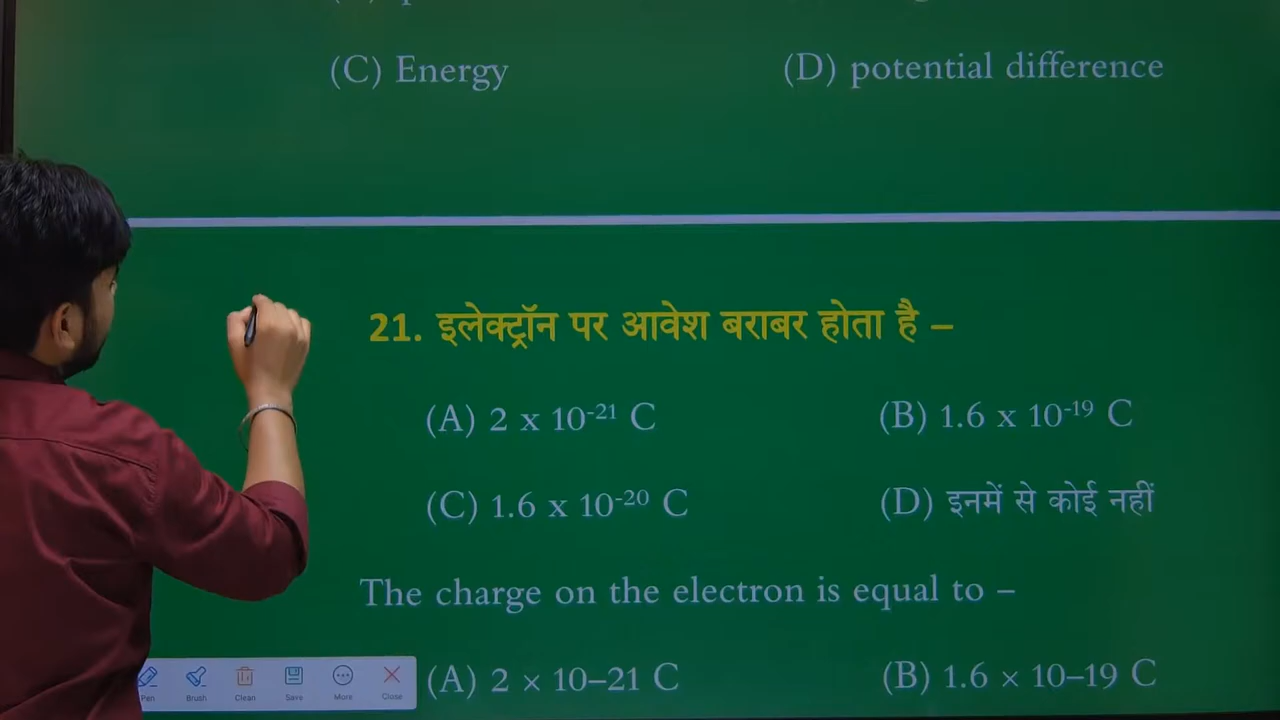 (C) Energy (D) potential difference
21. इलेक्ट्रॉन पर आवेश बराबर होता है –
(A) 2 x 10-21 C (B) 1.6 x 10-19 C
(C) 1.6 x 10-20 C (D) इनमें से कोई नहीं
The charge on the electron is equal to –
(A) 2 × 10–21 C (B) 1.6 × 10–19 C
Pen Brush Clean Save More Close